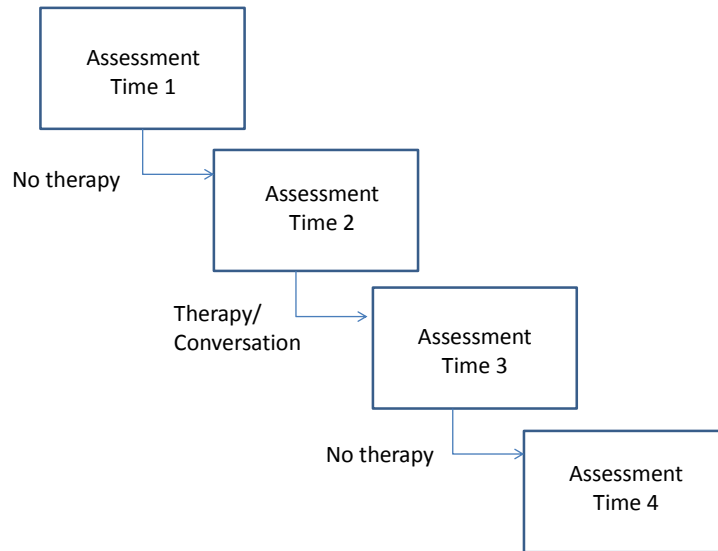 Assessment
Time 1
No therapy
Assessment
Time 2
Therapy/
Conversation
Assessment
Time 3
No therapy
Assessment
Time 4